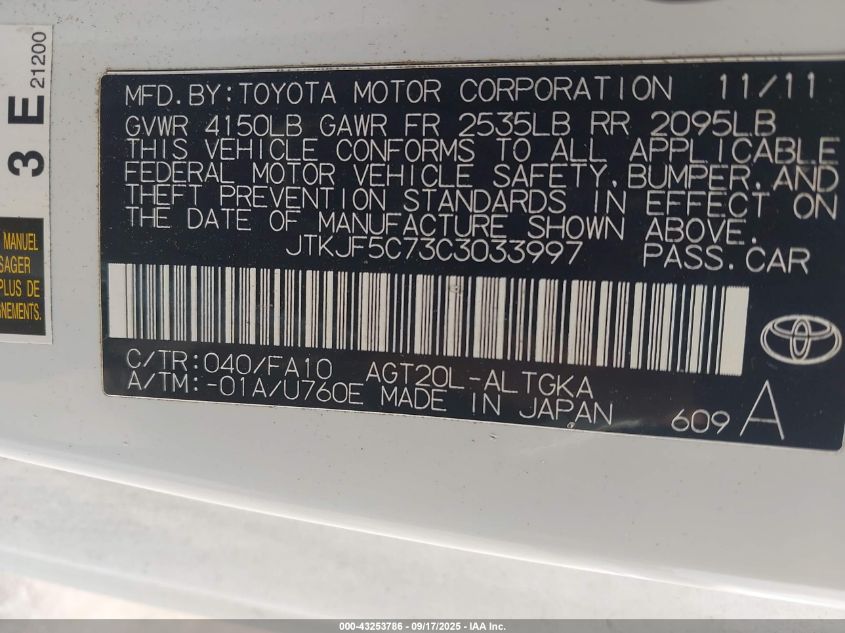 3 E
21200
MANUEL
SAGER
PLUS DE
GNEMENTS.
MFD.BY:TOYOTA MOTOR CORPORATION 11/11
GVWR 4150LB GAWR FR 2535LB RR 2095LB
THIS VEHICLE CONFORMS TO ALL APPLICABLE
FEDERAL MOTOR VEHICLE SAFETY,BUMPER,AND
THEFT PREVENTION STANDARDS IN EFFECT ON
THE DATE OF MANUFACTURE SHOWN ABOVE.
JTKJF5C73C3033997 PASS.CAR
C/TR:040/FA10 AGT20L-ALTGKA
A/TM:-01A/U760E MADE IN JAPAN 609 A
000-43253786 - 09/17/2025 - IAA Inc.